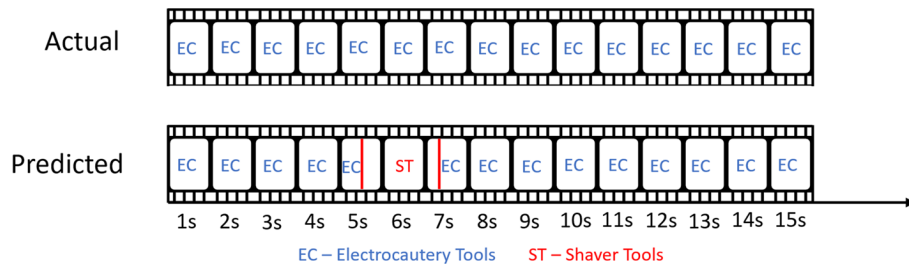 Actual
EC EC EC EC EC EC EC EC EC EC EC EC EC EC EC
Predicted
EC EC EC EC EC ST EC EC EC EC EC EC EC EC EC
1s 2s 3s 4s 5s 6s 7s 8s 9s 10s 11s 12s 13s 14s 15s
EC – Electrocautery Tools ST – Shaver Tools